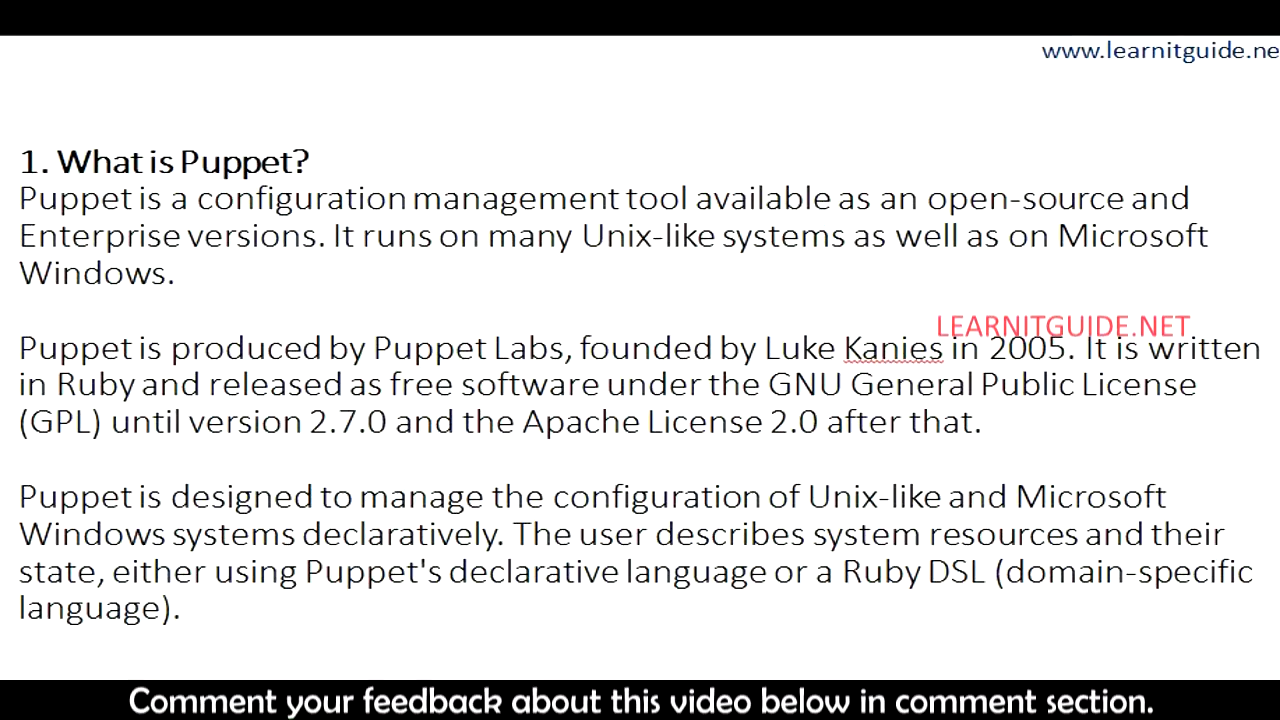 www.learnitguide.ne
1. What is Puppet?
Puppet is a configuration management tool available as an open-source and
Enterprise versions. It runs on many Unix-like systems as well as on Microsoft
Windows.
LEARNITGUIDE.NET
Puppet is produced by Puppet Labs, founded by Luke Kanies in 2005. It is written
in Ruby and released as free software under the GNU General Public License
(GPL) until version 2.7.0 and the Apache License 2.0 after that.
Puppet is designed to manage the configuration of Unix-like and Microsoft
Windows systems declaratively. The user describes system resources and their
state, either using Puppet's declarative language or a Ruby DSL (domain-specific
language).
Comment your feedback about this video below in comment section.